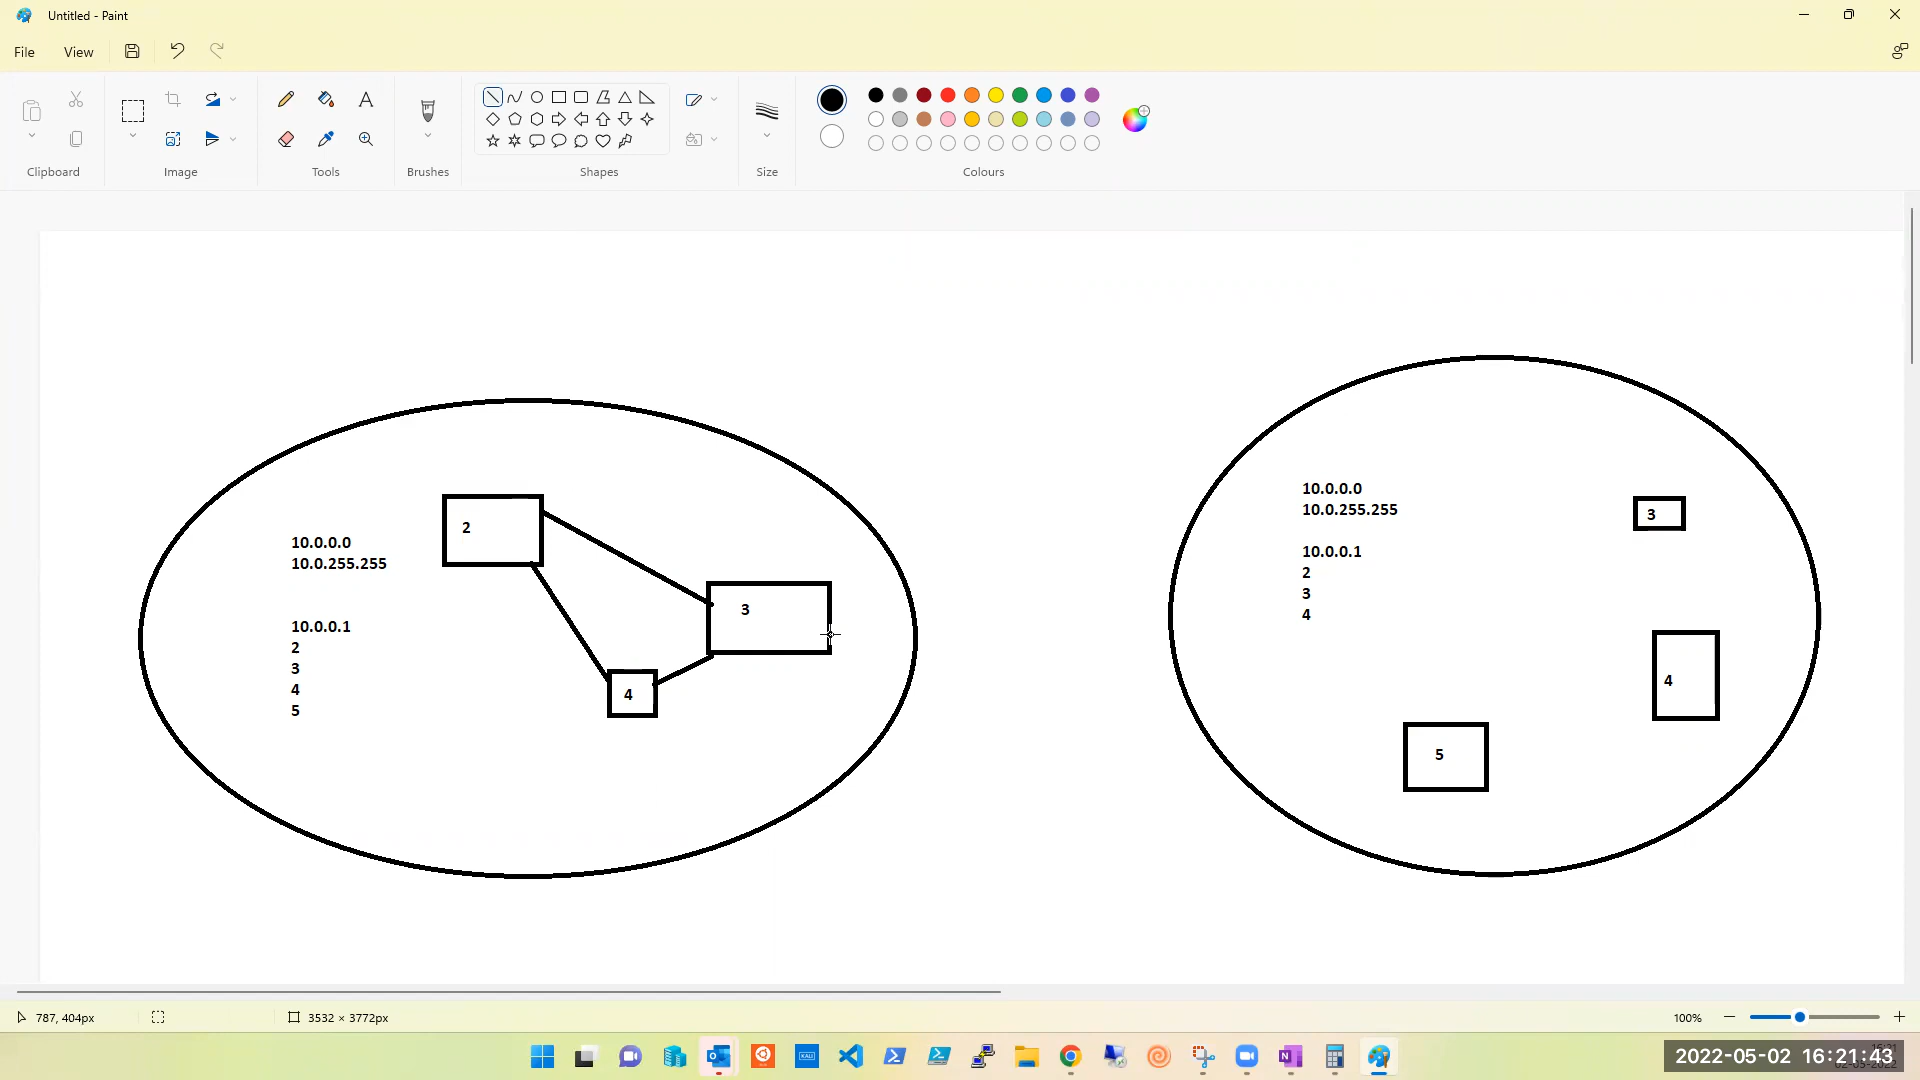 Untitled - Paint
File
View
Clipboard
Image
Tools
Brushes
Shapes
Size
Colours
10.0.0.0
10.0.255.255
10.0.0.1
2
3
4
5
2
3
4
10.0.0.0
10.0.255.255
10.0.0.1
2
3
4
3
4
5
787, 404px
3532 × 3772px
100%
KALI
2022-05-02 16:21:43